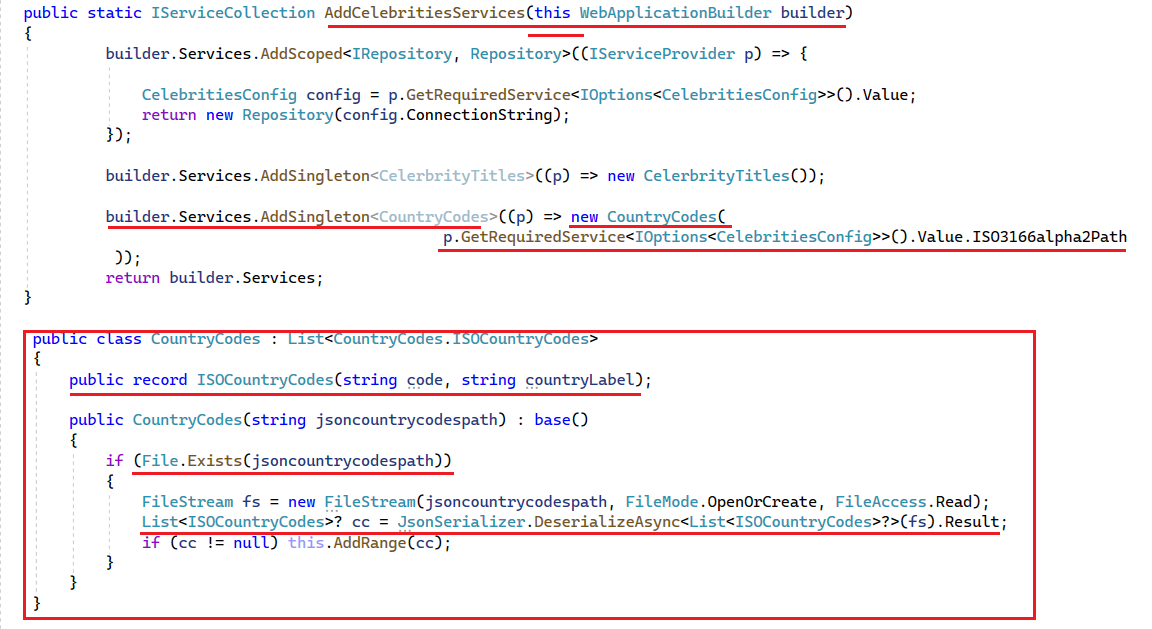 public static IServiceCollection AddCelebritiesServices(this WebApplicationBuilder builder)
{
builder.Services.AddScoped<IRepository, Repository>((IServiceProvider p) => {
CelebritiesConfig config = p.GetRequiredService<IOptions<CelebritiesConfig>>().Value;
return new Repository(config.ConnectionString);
});
builder.Services.AddSingleton<CelerbrityTitles>((p) => new CelerbrityTitles());
builder.Services.AddSingleton<CountryCodes>((p) => new CountryCodes(
p.GetRequiredService<IOptions<CelebritiesConfig>>().Value.ISO3166alpha2Path
));
return builder.Services;
}
public class CountryCodes : List<CountryCodes.ISOCountryCodes>
{
public record ISOCountryCodes(string code, string countryLabel);
public CountryCodes(string jsoncountrycodespath) : base()
{
if (File.Exists(jsoncountrycodespath))
{
FileStream fs = new FileStream(jsoncountrycodespath, FileMode.OpenOrCreate, FileAccess.Read);
List<ISOCountryCodes>? cc = JsonSerializer.DeserializeAsync<List<ISOCountryCodes>?>(fs).Result;
if (cc != null) this.AddRange(cc);
}
}
}